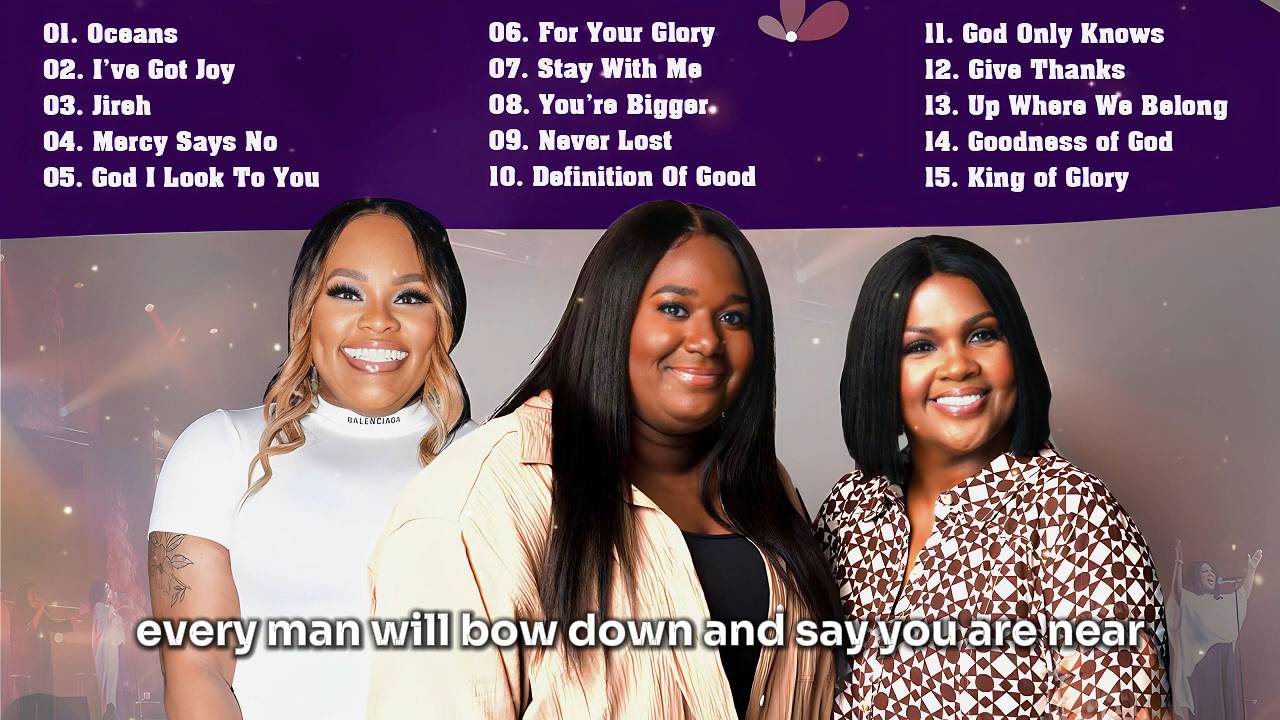 01. Oceans
02. I've Got Joy
03. Jireh
04. Mercy Says No
05. God I Look To You
06. For Your Glory
07. Stay With Me
08. You're Bigger
09. Never Lost
10. Definition Of Good
11. God Only Knows
12. Give Thanks
13. Up Where We Belong
14. Goodness of God
15. King of Glory
BALENCIAGA
every man will bow down and say you are near